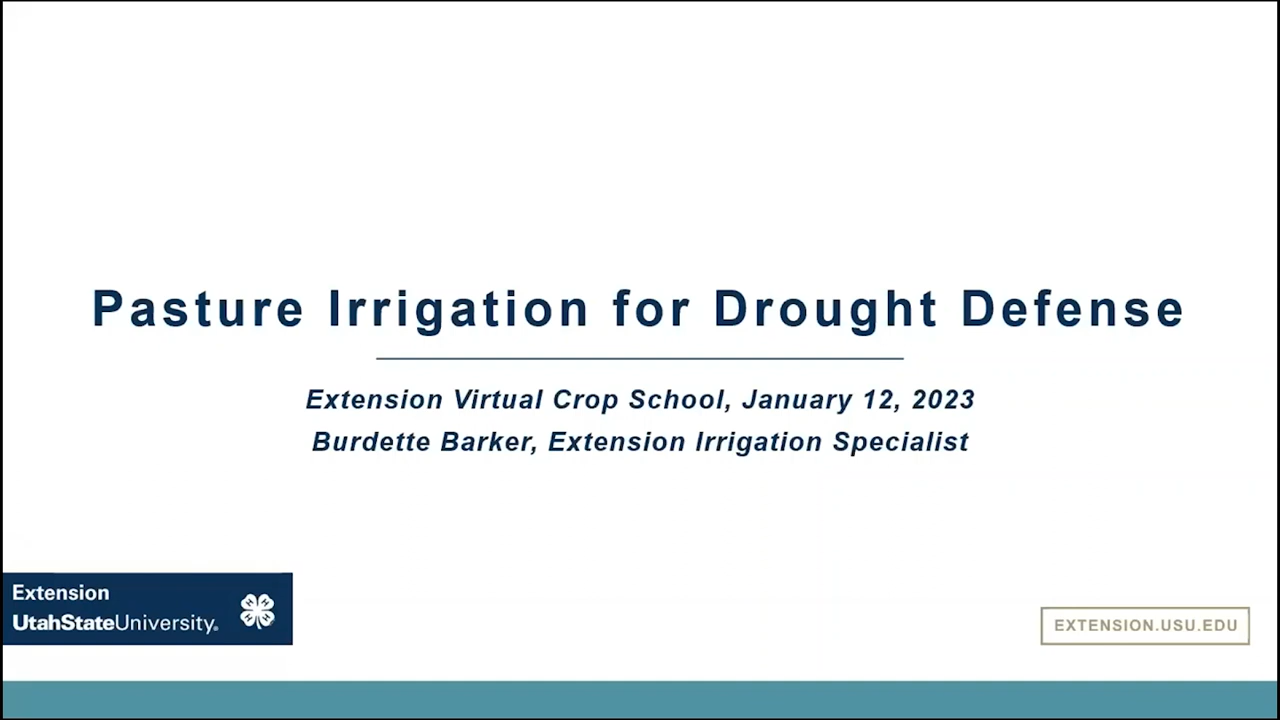 Pasture Irrigation for Drought Defense
Extension Virtual Crop School, January 12, 2023
Burdette Barker, Extension Irrigation Specialist
Extension
UtahStateUniversity®
EXTENSION.USU.EDU